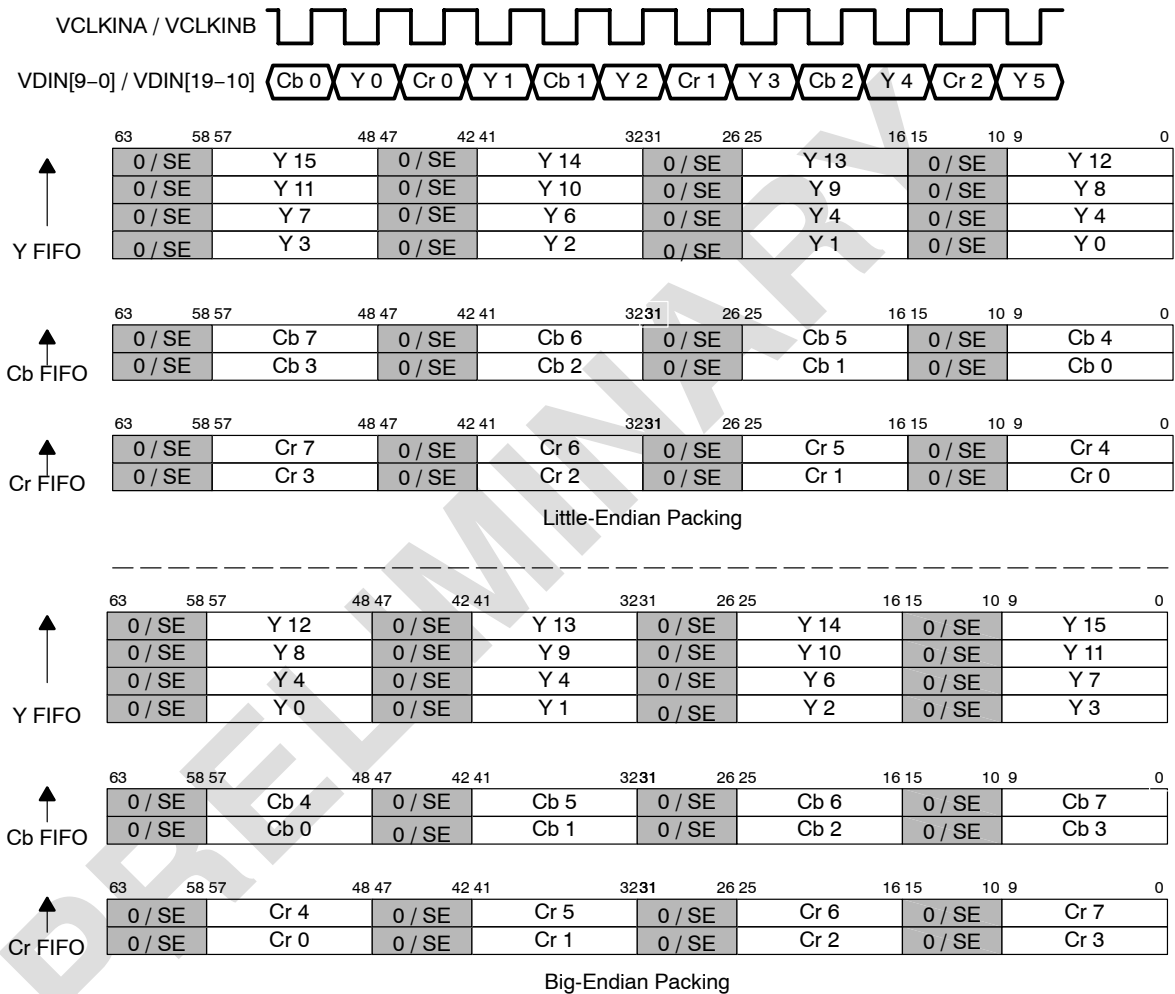 VCLKINA / VCLKINB
VDIN[9–0] / VDIN[19–10] Cb 0 Y 0 Cr 0 Y 1 Cb 1 Y 2 Cr 1 Y 3 Cb 2 Y 4 Cr 2 Y 5
63 58 57 48 47 42 41 32 31 26 25 16 15 10 9 0
0 / SE Y 15 0 / SE Y 14 0 / SE Y 13 0 / SE Y 12
0 / SE Y 11 0 / SE Y 10 0 / SE Y 9 0 / SE Y 8
0 / SE Y 7 0 / SE Y 6 0 / SE Y 4 0 / SE Y 4
Y FIFO 0 / SE Y 3 0 / SE Y 2 0 / SE Y 1 0 / SE Y 0
63 58 57 48 47 42 41 32 31 26 25 16 15 10 9 0
0 / SE Cb 7 0 / SE Cb 6 0 / SE Cb 5 0 / SE Cb 4
Cb FIFO 0 / SE Cb 3 0 / SE Cb 2 0 / SE Cb 1 0 / SE Cb 0
63 58 57 48 47 42 41 32 31 26 25 16 15 10 9 0
0 / SE Cr 7 0 / SE Cr 6 0 / SE Cr 5 0 / SE Cr 4
Cr FIFO 0 / SE Cr 3 0 / SE Cr 2 0 / SE Cr 1 0 / SE Cr 0
Little-Endian Packing
63 58 57 48 47 42 41 32 31 26 25 16 15 10 9 0
0 / SE Y 12 0 / SE Y 13 0 / SE Y 14 0 / SE Y 15
0 / SE Y 8 0 / SE Y 9 0 / SE Y 10 0 / SE Y 11
0 / SE Y 4 0 / SE Y 4 0 / SE Y 6 0 / SE Y 7
Y FIFO 0 / SE Y 0 0 / SE Y 1 0 / SE Y 2 0 / SE Y 3
63 58 57 48 47 42 41 32 31 26 25 16 15 10 9 0
0 / SE Cb 4 0 / SE Cb 5 0 / SE Cb 6 0 / SE Cb 7
Cb FIFO 0 / SE Cb 0 0 / SE Cb 1 0 / SE Cb 2 0 / SE Cb 3
63 58 57 48 47 42 41 32 31 26 25 16 15 10 9 0
0 / SE Cr 4 0 / SE Cr 5 0 / SE Cr 6 0 / SE Cr 7
Cr FIFO 0 / SE Cr 0 0 / SE Cr 1 0 / SE Cr 2 0 / SE Cr 3
Big-Endian Packing
PRELIMINARY